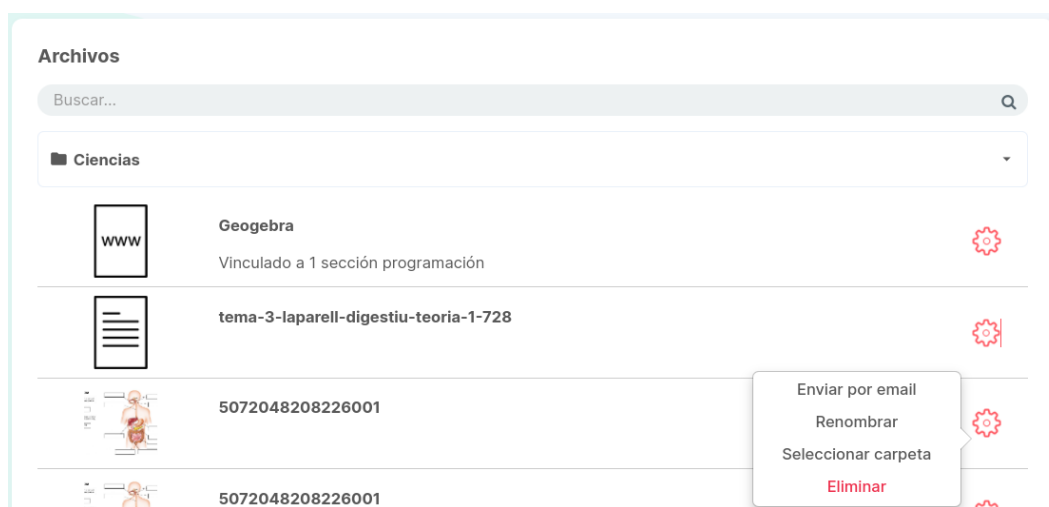 Archivos
Buscar...
Ciencias
www
Geogebra
Vinculado a 1 sección programación
tema-3-laparell-digestiu-teoria-1-728
5072048208226001
Enviar por email
Renombrar
Seleccionar carpeta
Eliminar
5072048208226001